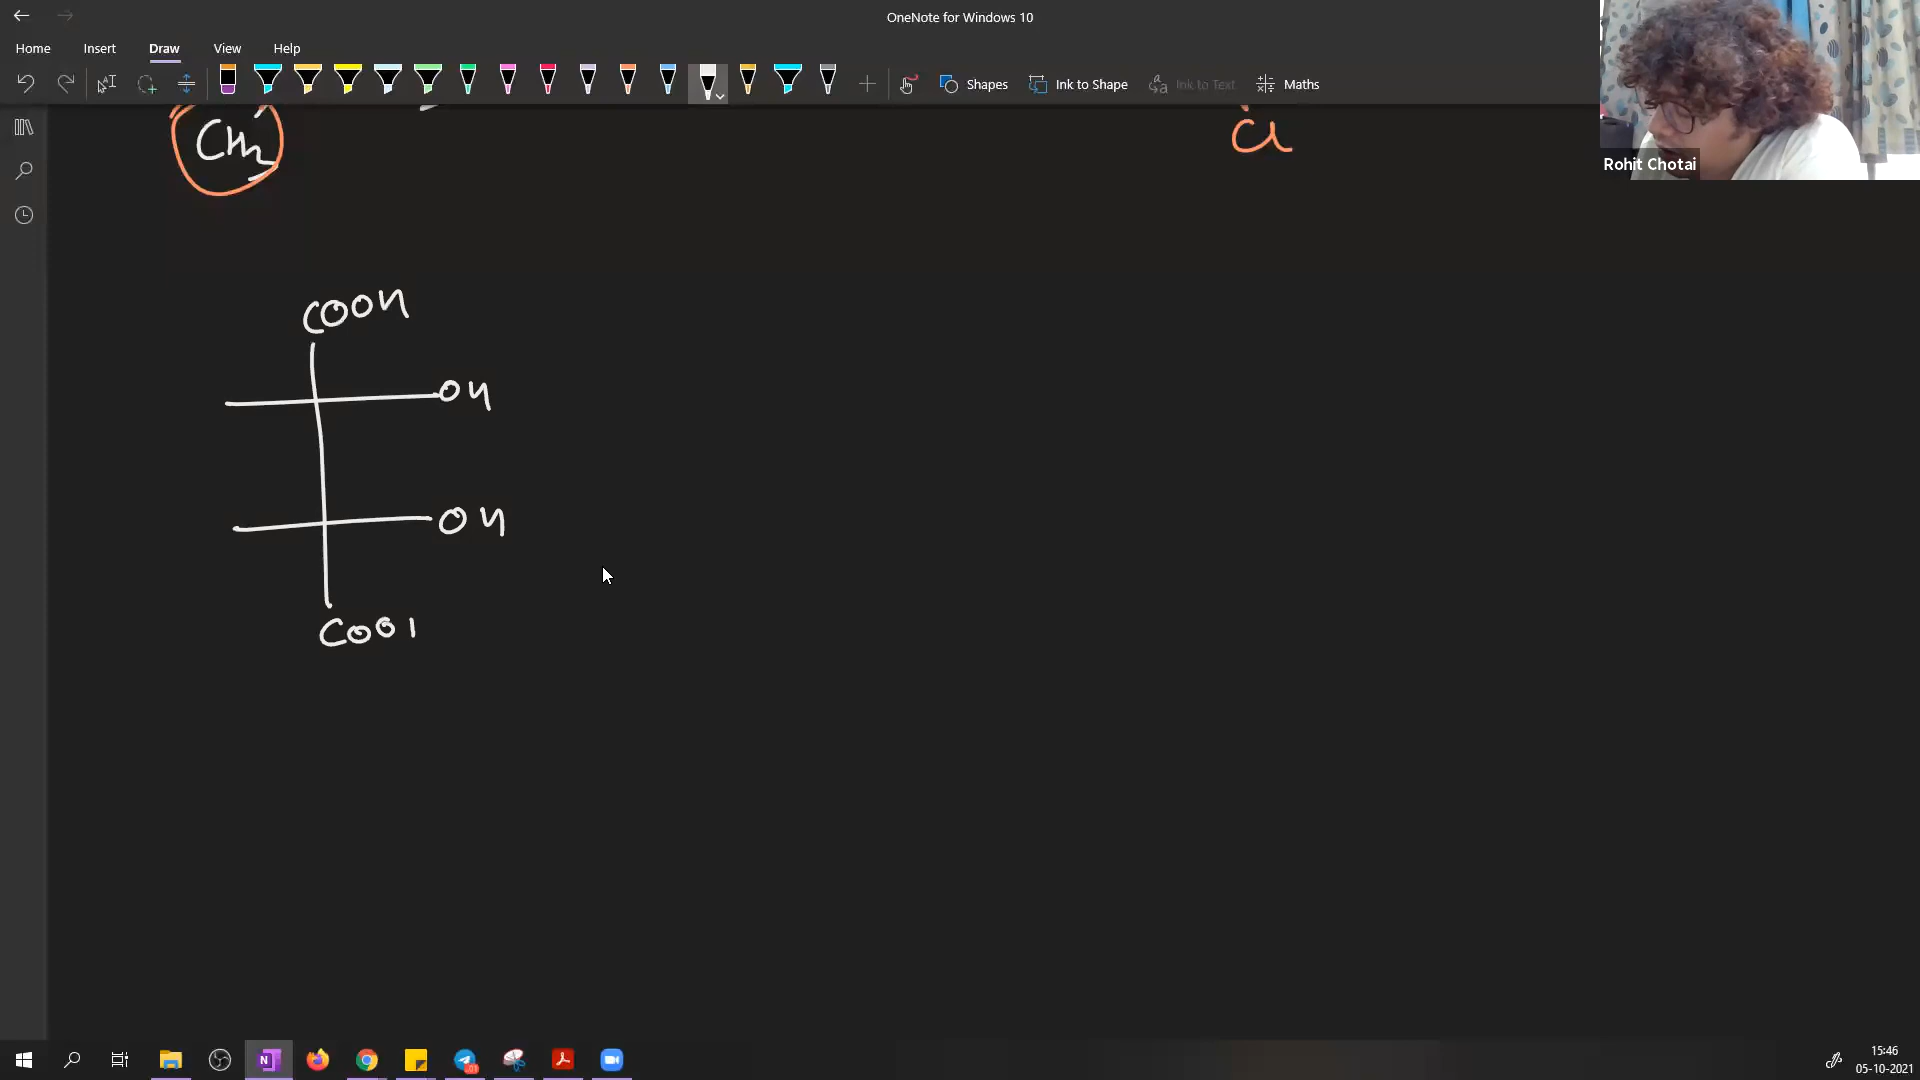 OneNote for Windows 10
Home Insert Draw View Help
Shapes Ink to Shape Ink to Text Maths
Rohit Chotai
CH2
Cl
COOH
OH
OH
COO
15:46
05-10-2021